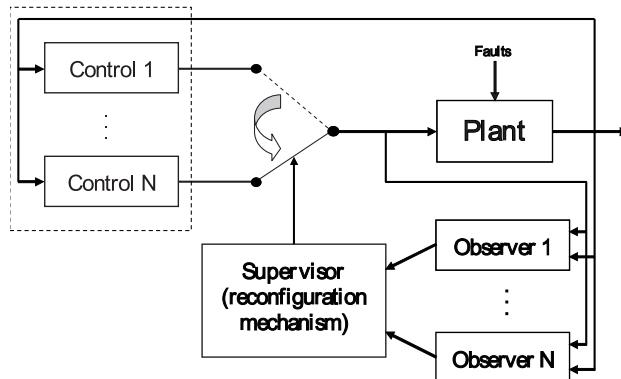 Faults
Control 1
Plant
Control N
Observer 1
Supervisor
(reconfiguration
mechanism)
Observer N